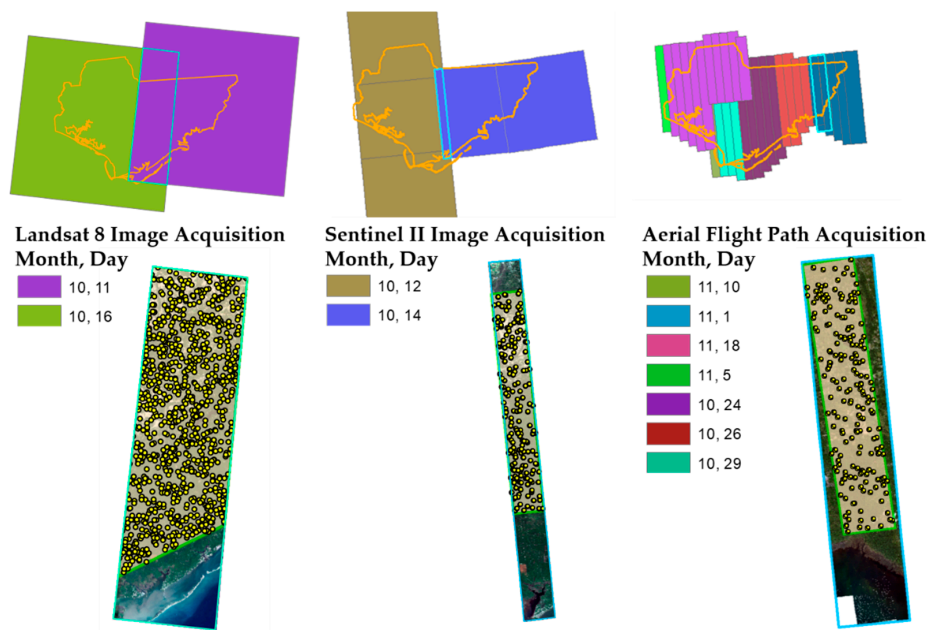 Landsat 8 Image Acquisition
Month, Day
10, 11
10, 16
Sentinel II Image Acquisition
Month, Day
10, 12
10, 14
Aerial Flight Path Acquisition
Month, Day
11, 10
11, 1
11, 18
11, 5
10, 24
10, 26
10, 29